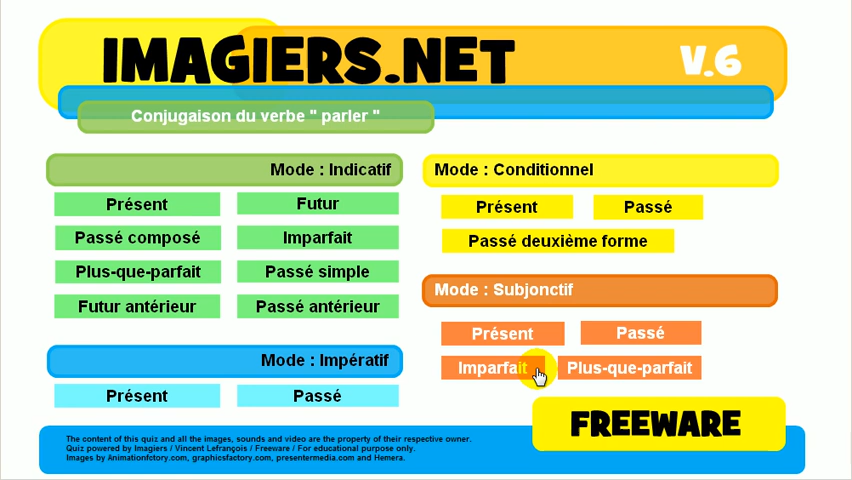 IMAGIERS.NET
V.6
Conjugaison du verbe " parler "
Mode : Indicatif
Présent
Futur
Passé composé
Imparfait
Plus-que-parfait
Passé simple
Futur antérieur
Passé antérieur
Mode : Impératif
Présent
Passé
Mode : Conditionnel
Présent
Passé
Passé deuxième forme
Mode : Subjonctif
Présent
Passé
Imparfait
Plus-que-parfait
FREEWARE
The content of this quiz and all the images, sounds and video are the property of their respective owner.
Quiz powered by Imagiers / Vincent Lefrançois / Freeware / For educational purpose only.
Images by Animationfctory.com, graphicsfactory.com, presentermedia.com and Hemera.